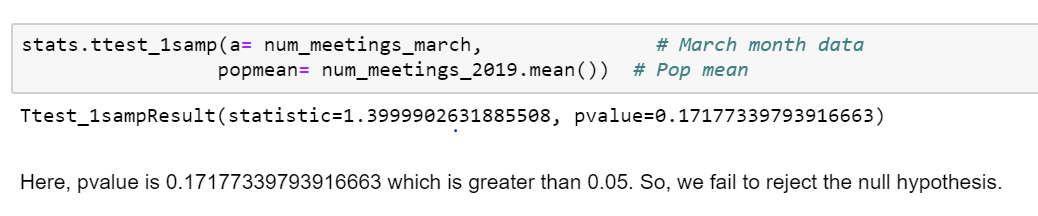 stats.ttest_1samp(a= num_meetings_march, # March month data
popmean= num_meetings_2019.mean()) # Pop mean
Ttest_1sampResult(statistic=1.3999902631885508, pvalue=0.17177339793916663)
Here, pvalue is 0.17177339793916663 which is greater than 0.05. So, we fail to reject the null hypothesis.